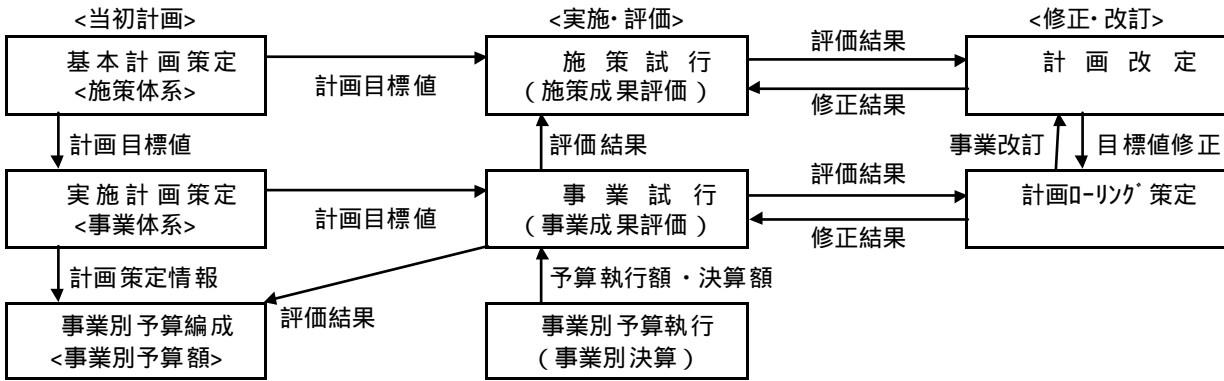 <当初計画>
<実施・評価>
<修正・改訂>
基本計画策定
<施策体系>
計画目標値
施策試行
(施策成果評価)
評価結果
修正結果
計画改定
計画目標値
評価結果
事業改訂
目標値修正
実施計画策定
<事業体系>
計画目標値
事業試行
(事業成果評価)
評価結果
修正結果
計画ﾛｰﾘﾝｸﾞ策定
計画策定情報
評価結果
予算執行額・決算額
事業別予算編成
<事業別予算額>
事業別予算執行
(事業別決算)